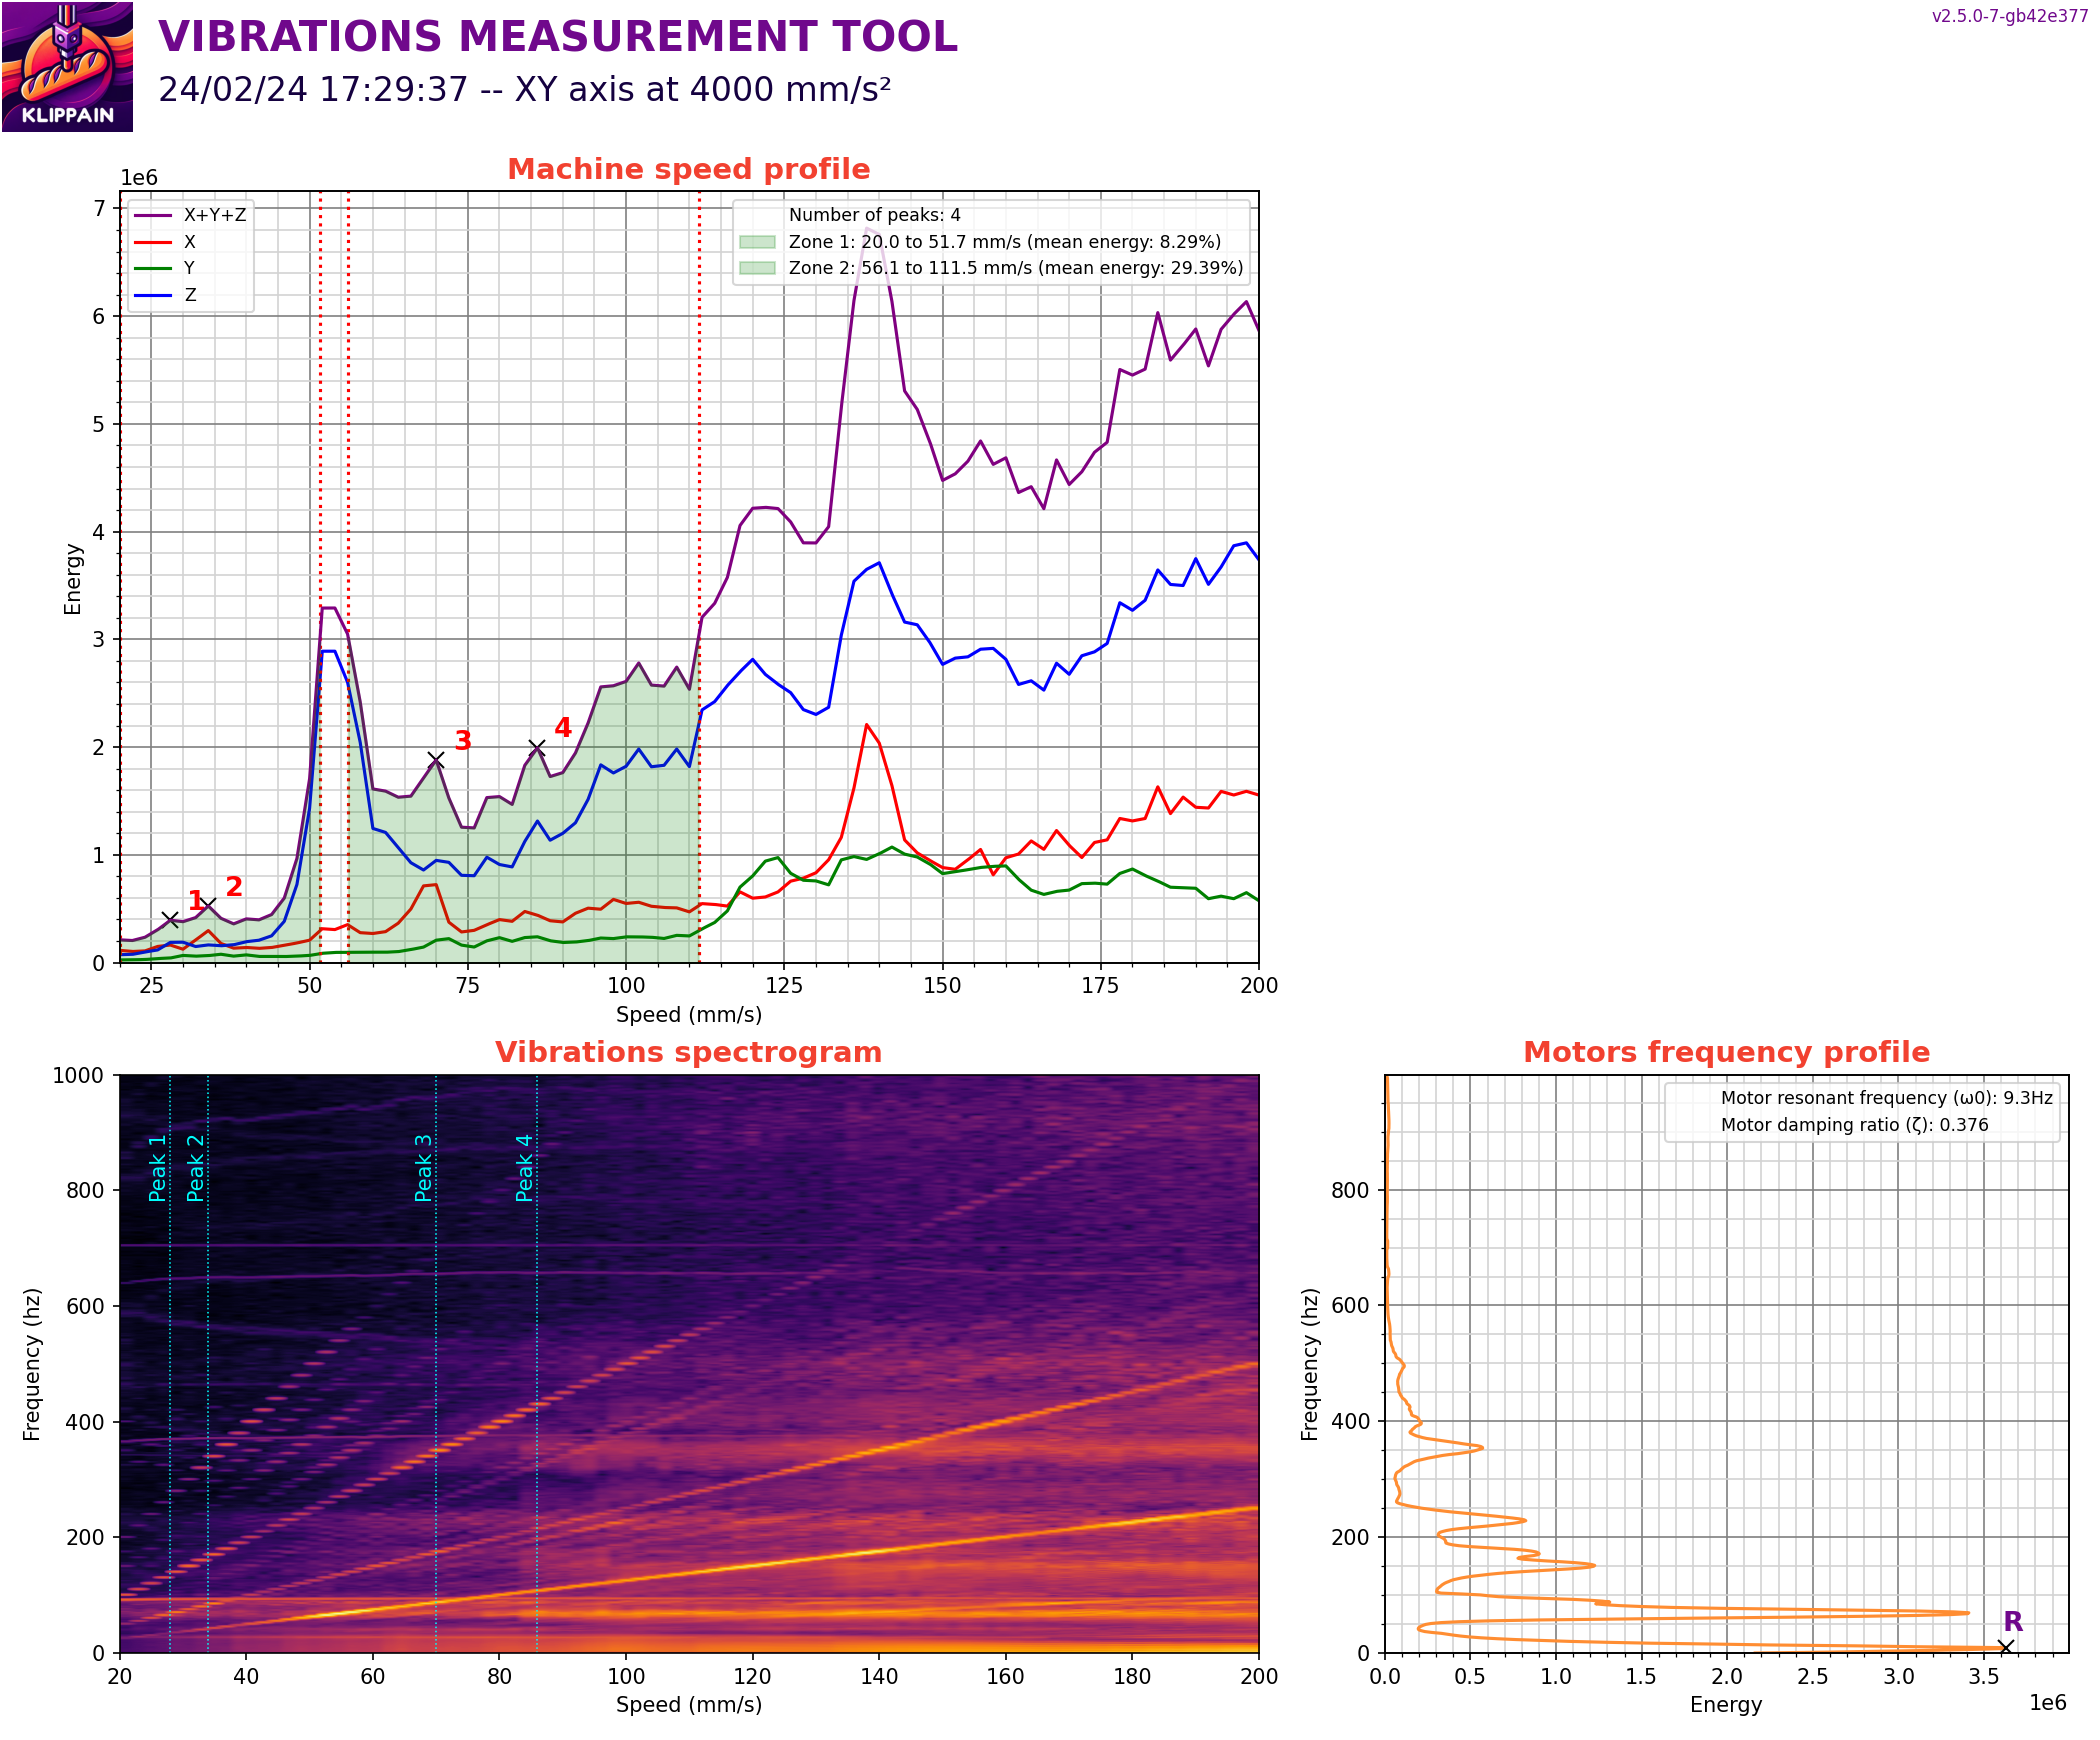 KLIPPAIN
VIBRATIONS MEASUREMENT TOOL
24/02/24 17:29:37 -- XY axis at 4000 mm/s²
v2.5.0-7-gb42e377
Machine speed profile
1e6
X+Y+Z
X
Y
Z
Number of peaks: 4
Zone 1: 20.0 to 51.7 mm/s (mean energy: 8.29%)
Zone 2: 56.1 to 111.5 mm/s (mean energy: 29.39%)
7
6
5
4
3
2
1
0
Energy
1
2
3
4
25 50 75 100 125 150 175 200
Speed (mm/s)
Vibrations spectrogram
1000
800
600
400
200
0
Frequency (hz)
Peak 1
Peak 2
Peak 3
Peak 4
20 40 60 80 100 120 140 160 180 200
Speed (mm/s)
Motors frequency profile
Motor resonant frequency (ω0): 9.3Hz
Motor damping ratio (ζ): 0.376
800
600
400
200
0
Frequency (hz)
R
0.0 0.5 1.0 1.5 2.0 2.5 3.0 3.5
Energy
1e6